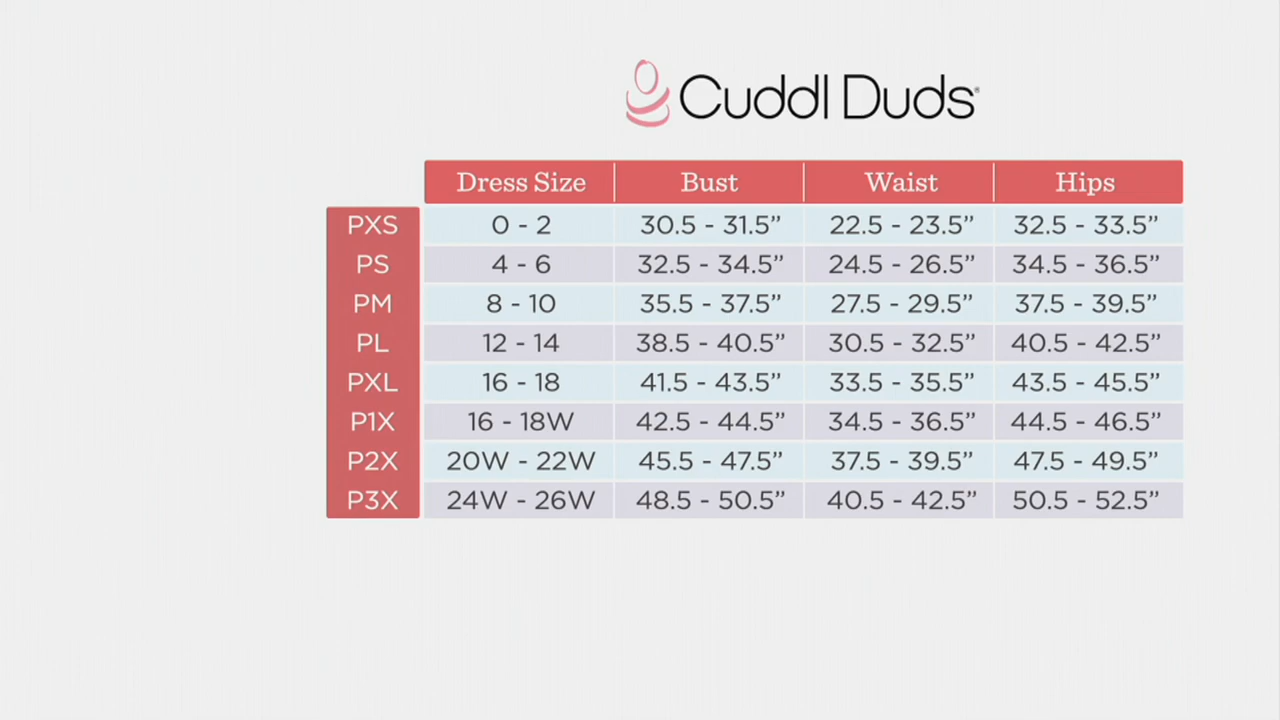 Cuddl Duds®
Dress Size Bust Waist Hips
PXS 0 - 2 30.5 - 31.5” 22.5 - 23.5” 32.5 - 33.5”
PS 4 - 6 32.5 - 34.5” 24.5 - 26.5” 34.5 - 36.5”
PM 8 - 10 35.5 - 37.5” 27.5 - 29.5” 37.5 - 39.5”
PL 12 - 14 38.5 - 40.5” 30.5 - 32.5” 40.5 - 42.5”
PXL 16 - 18 41.5 - 43.5” 33.5 - 35.5” 43.5 - 45.5”
P1X 16 - 18W 42.5 - 44.5” 34.5 - 36.5” 44.5 - 46.5”
P2X 20W - 22W 45.5 - 47.5” 37.5 - 39.5” 47.5 - 49.5”
P3X 24W - 26W 48.5 - 50.5” 40.5 - 42.5” 50.5 - 52.5”